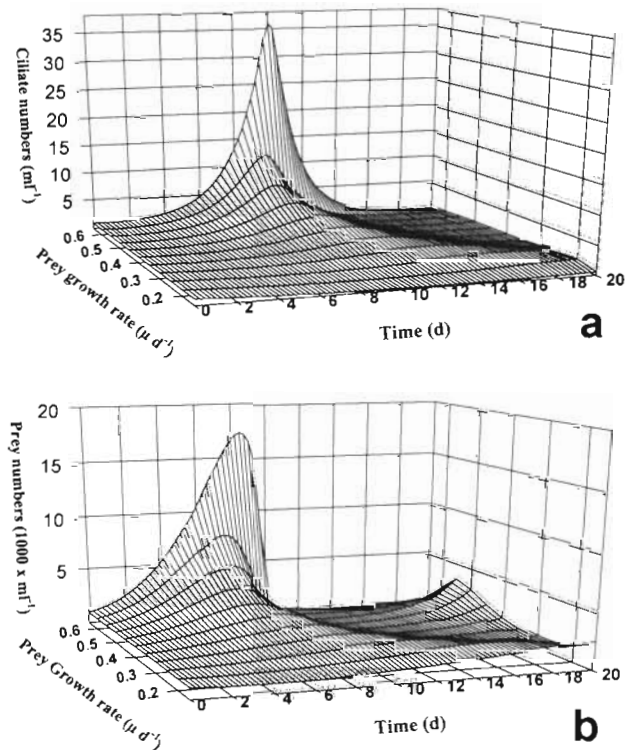 35
30
25
20
15
10
5
Ciliate numbers (ml⁻¹)
0.6
0.5
0.4
0.3
0.2
Prey growth rate (μ d⁻¹)
0 2 4 6 8 10 12 14 16 18 20
Time (d)
a
20
15
10
5
Prey numbers (1000 x ml⁻¹)
0.6
0.5
0.4
0.3
0.2
Prey Growth rate (μ d⁻¹)
0 2 4 6 8 10 12 14 16 18 20
Time (d)
b